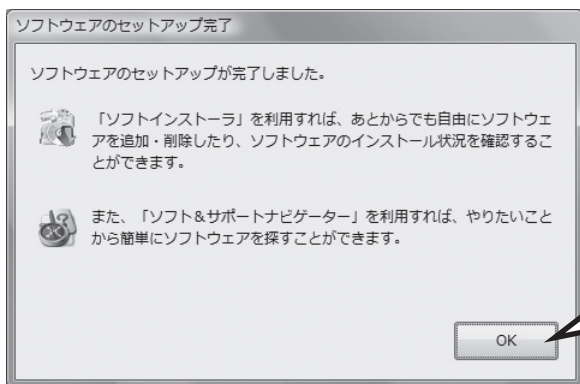 ソフトウェアのセットアップ完了
ソフトウェアのセットアップが完了しました。
「ソフトインストーラ」を利用すれば、あとからでも自由にソフトウェ
アを追加・削除したり、ソフトウェアのインストール状況を確認するこ
とができます。
また、「ソフト＆サポートナビゲーター」を利用すれば、やりたいこと
から簡単にソフトウェアを探すことができます。
OK